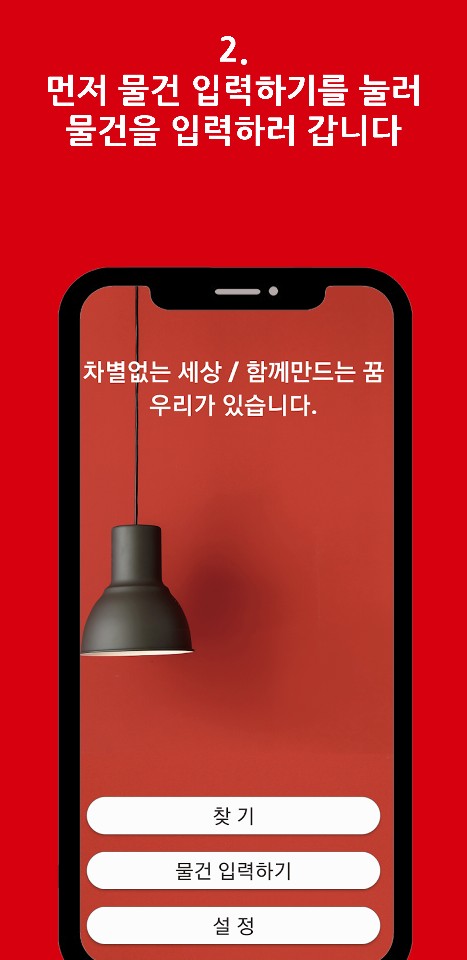 2.
먼저 물건 입력하기를 눌러
물건을 입력하러 갑니다
차별없는 세상 / 함께만드는 꿈
우리가 있습니다.
찾 기
물건 입력하기
설 정